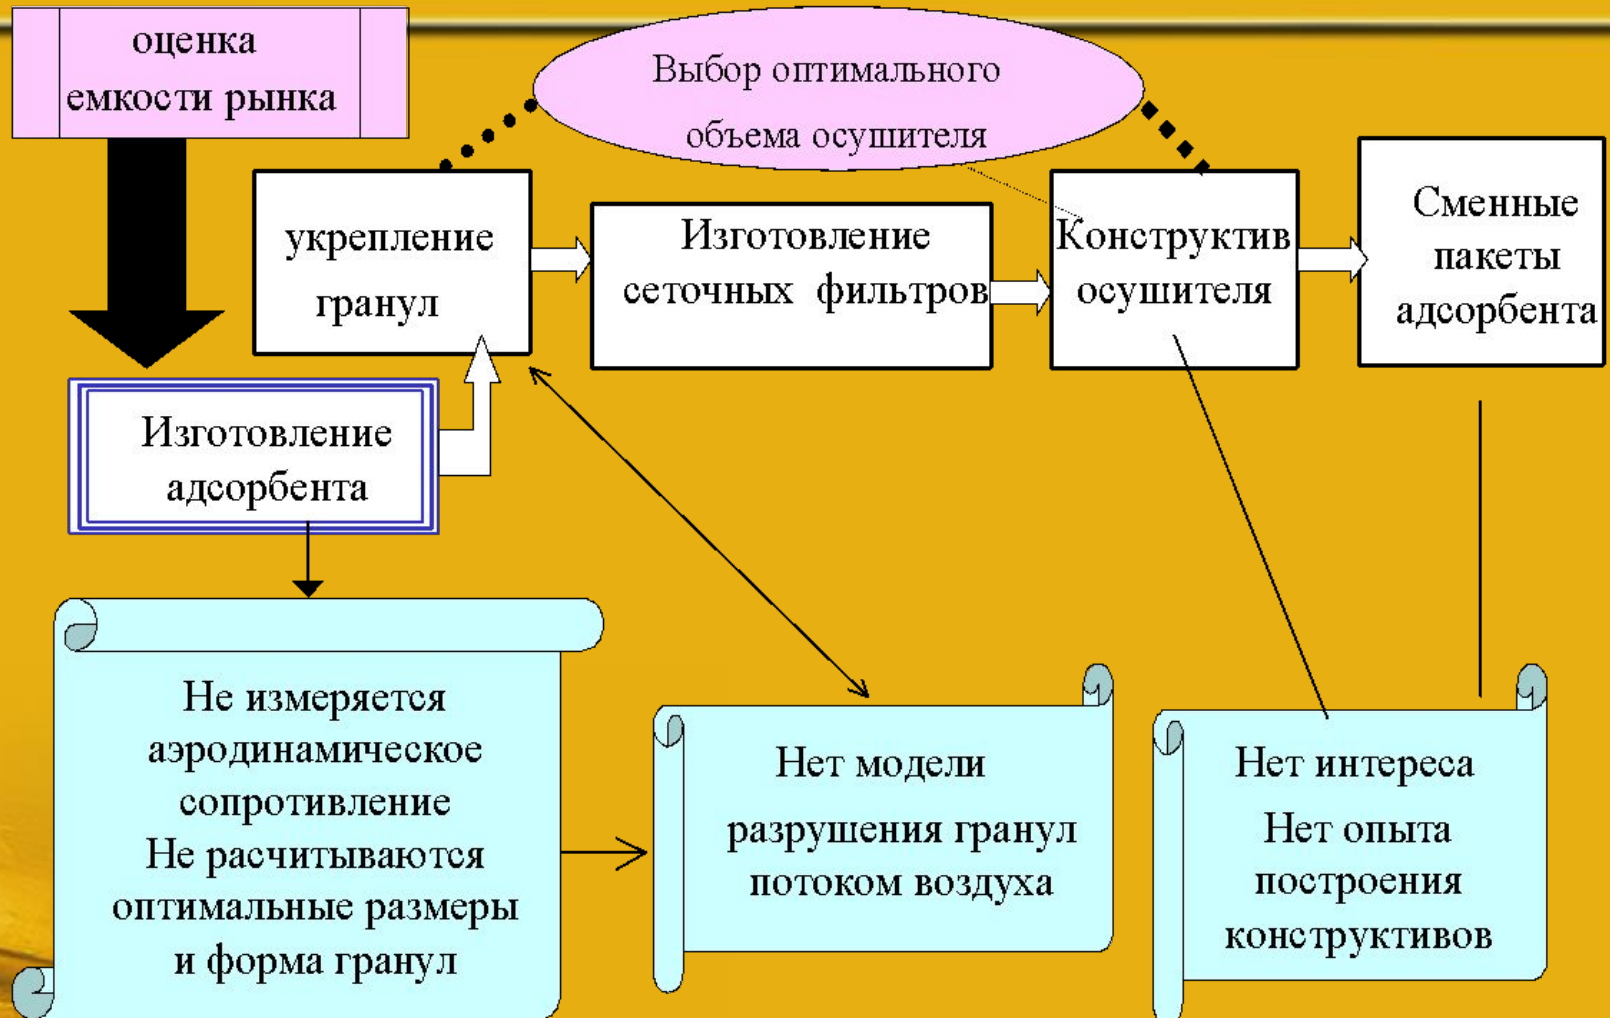 оценка
емкости рынка
Выбор оптимального
объема осушителя
укрепление
гранул
Изготовление
сеточных фильтров
Конструктив
осушителя
Сменные
пакеты
адсорбента
Изготовление
адсорбента
Не измеряется
аэродинамическое
сопротивление
Не расчитываются
оптимальные размеры
и форма гранул
Нет модели
разрушения гранул
потоком воздуха
Нет интереса
Нет опыта
построения
конструктивов